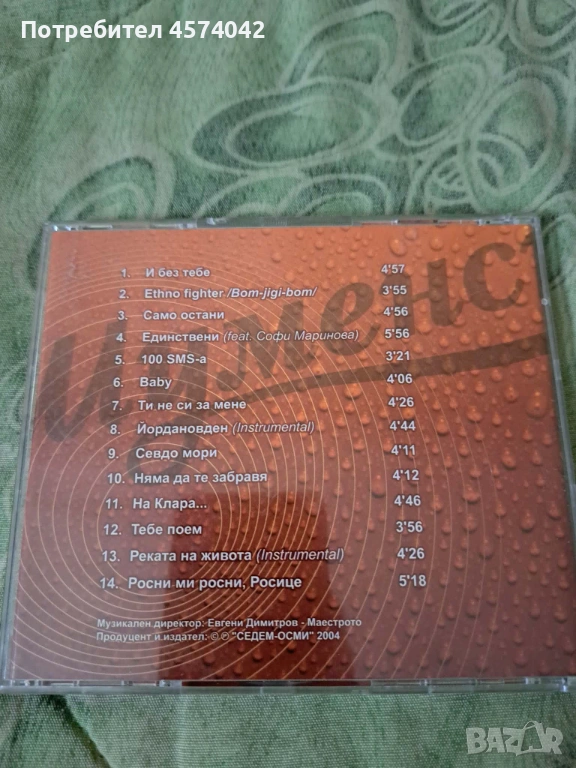 Потребител 4574042
Изменс
1. И без тебе 4'57
2. Ethno fighter /Bom-jigi-bom/ 3'55
3. Само остани 4'56
4. Единствени (feat. Софи Маринова) 5'56
5. 100 SMS-a 3'21
6. Baby 4'06
7. Ти не си за мене 4'26
8. Йордановден (Instrumental) 4'44
9. Севдо мори 4'11
10. Няма да те забравя 4'12
11. На Клара... 4'46
12. Тебе поем 3'56
13. Реката на живота (Instrumental) 4'26
14. Росни ми росни, Росице 5'18
Музикален директор: Евгени Димитров - Маестрото
Продуцент и издател: ©℗ "СЕДЕМ-ОСМИ" 2004
BAZAR